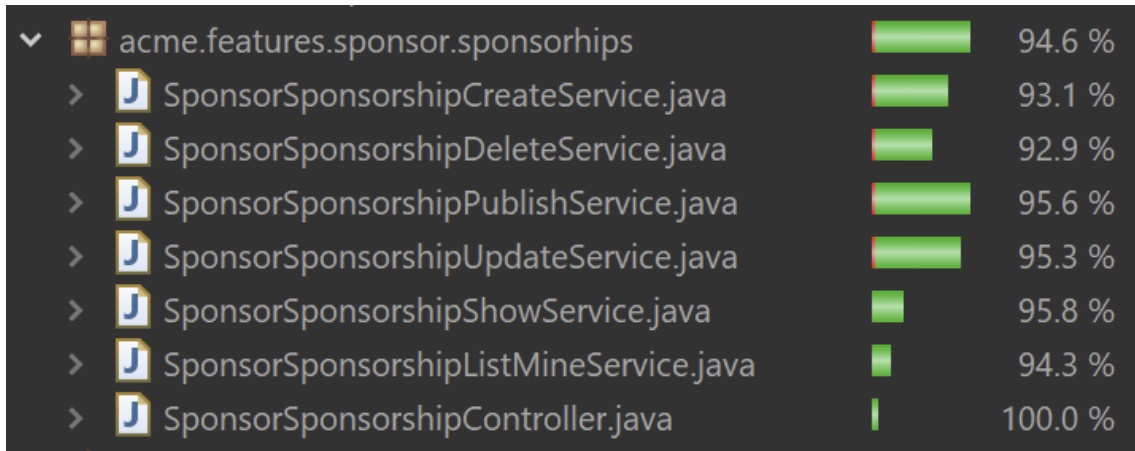 acme.features.sponsor.sponsorhips 94.6 %
J SponsorSponsorshipCreateService.java 93.1 %
J SponsorSponsorshipDeleteService.java 92.9 %
J SponsorSponsorshipPublishService.java 95.6 %
J SponsorSponsorshipUpdateService.java 95.3 %
J SponsorSponsorshipShowService.java 95.8 %
J SponsorSponsorshipListMineService.java 94.3 %
J SponsorSponsorshipController.java 100.0 %